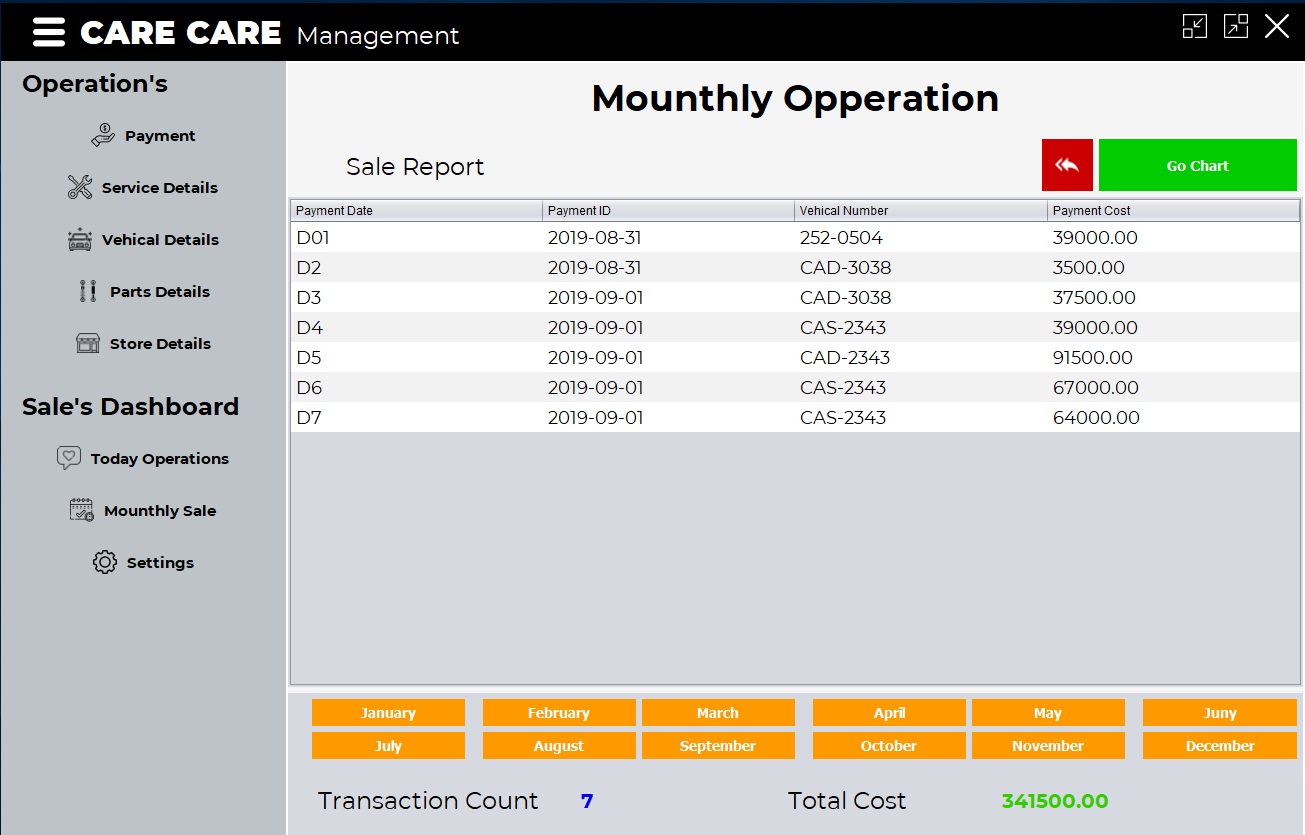 CARE CARE Management
Operation's
Payment
Service Details
Vehical Details
Parts Details
Store Details
Sale's Dashboard
Today Operations
Mounthly Sale
Settings
Mounthly Opperation
Sale Report
Go Chart
Payment Date Payment ID Vehical Number Payment Cost
D01 2019-08-31 252-0504 39000.00
D2 2019-08-31 CAD-3038 3500.00
D3 2019-09-01 CAD-3038 37500.00
D4 2019-09-01 CAS-2343 39000.00
D5 2019-09-01 CAD-2343 91500.00
D6 2019-09-01 CAS-2343 67000.00
D7 2019-09-01 CAS-2343 64000.00
January February March April May Juny
July August September October November December
Transaction Count 7 Total Cost 341500.00